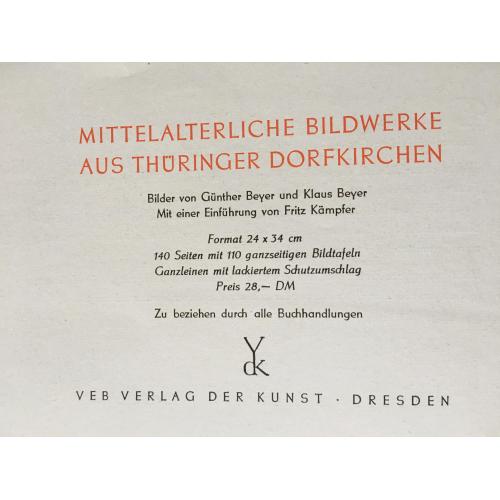 MITTELALTERLICHE BILDWERKE
AUS THÜRINGER DORFKIRCHEN
Bilder von Günther Beyer und Klaus Beyer
Mit einer Einführung von Fritz Kämpfer
Format 24 x 34 cm
140 Seiten mit 110 ganzseitigen Bildtafeln
Ganzleinen mit lackiertem Schutzumschlag
Preis 28,— DM
Zu beziehen durch alle Buchhandlungen
VdK
VEB VERLAG DER KUNST · DRESDEN